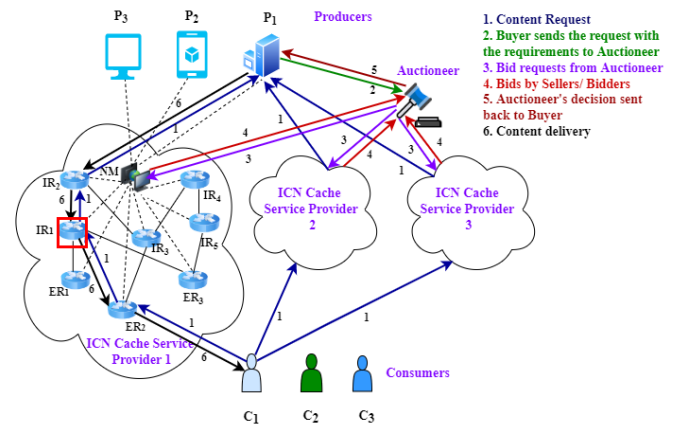 P3
P2
P1
Producers
1. Content Request
2. Buyer sends the request with
the requirements to Auctioneer
3. Bid requests from Auctioneer
4. Bids by Sellers/ Bidders
5. Auctioneer's decision sent
back to Buyer
6. Content delivery
Auctioneer
5
2
6
1
1
4
3
3
4
3
4
1
NM
IR2
IR4
6
1
IR1
IR3
IR5
1
6
ER1
ER2
ER3
ICN Cache Service
Provider 1
ICN Cache
Service Provider
2
ICN Cache
Service Provider
3
1
1
1
6
Consumers
C1
C2
C3